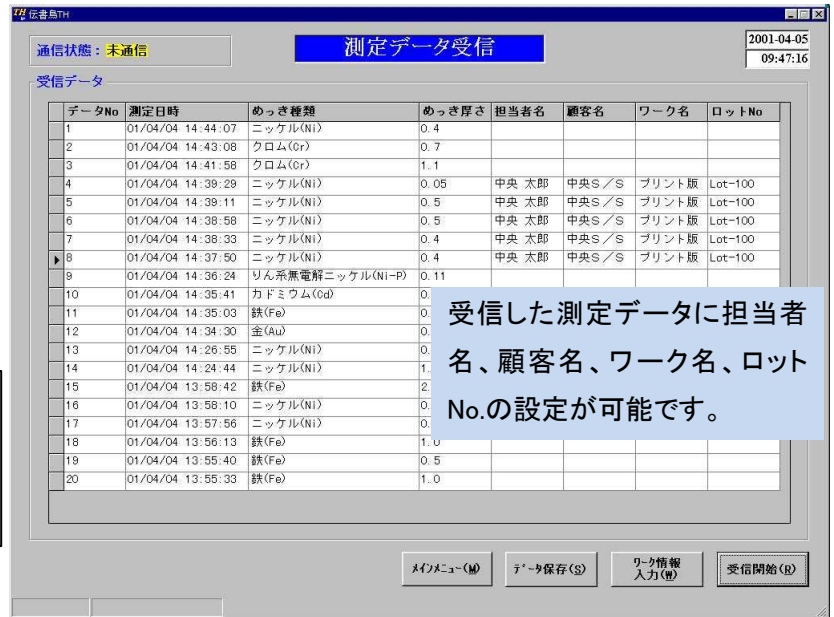 TH 伝書鳥TH
通信状態：未通信
測定データ受信
2001-04-05
09:47:16
受信データ
データNo 測定日時 めっき種類 めっき厚さ 担当者名 顧客名 ワーク名 ロットNo
1 01/04/04 14:44:07 ニッケル(Ni) 0.4
2 01/04/04 14:43:08 クロム(Cr) 0.7
3 01/04/04 14:41:58 クロム(Cr) 1.1
4 01/04/04 14:39:29 ニッケル(Ni) 0.05 中央 太郎 中央S／S プリント版 Lot-100
5 01/04/04 14:39:11 ニッケル(Ni) 0.5 中央 太郎 中央S／S プリント版 Lot-100
6 01/04/04 14:38:58 ニッケル(Ni) 0.5 中央 太郎 中央S／S プリント版 Lot-100
7 01/04/04 14:38:33 ニッケル(Ni) 0.4 中央 太郎 中央S／S プリント版 Lot-100
8 01/04/04 14:37:50 ニッケル(Ni) 0.4 中央 太郎 中央S／S プリント版 Lot-100
9 01/04/04 14:36:24 りん系無電解ニッケル(Ni-P) 0.11
10 01/04/04 14:35:41 カドミウム(Cd) 0.
11 01/04/04 14:35:03 鉄(Fe) 0.
12 01/04/04 14:34:30 金(Au) 0.
13 01/04/04 14:26:55 ニッケル(Ni) 0.
14 01/04/04 14:24:44 ニッケル(Ni) 1.
15 01/04/04 13:58:42 鉄(Fe) 2.
16 01/04/04 13:58:10 ニッケル(Ni) 0.
17 01/04/04 13:57:56 ニッケル(Ni) 0.
18 01/04/04 13:56:13 鉄(Fe) 1.0
19 01/04/04 13:55:40 鉄(Fe) 0.5
20 01/04/04 13:55:33 鉄(Fe) 1.0
受信した測定データに担当者
名、顧客名、ワーク名、ロット
No.の設定が可能です。
ﾒｲﾝﾒﾆｭｰ(M) ﾃﾞｰﾀ保存(S) ﾜｰｸ情報 受信開始(R)
入力(W)